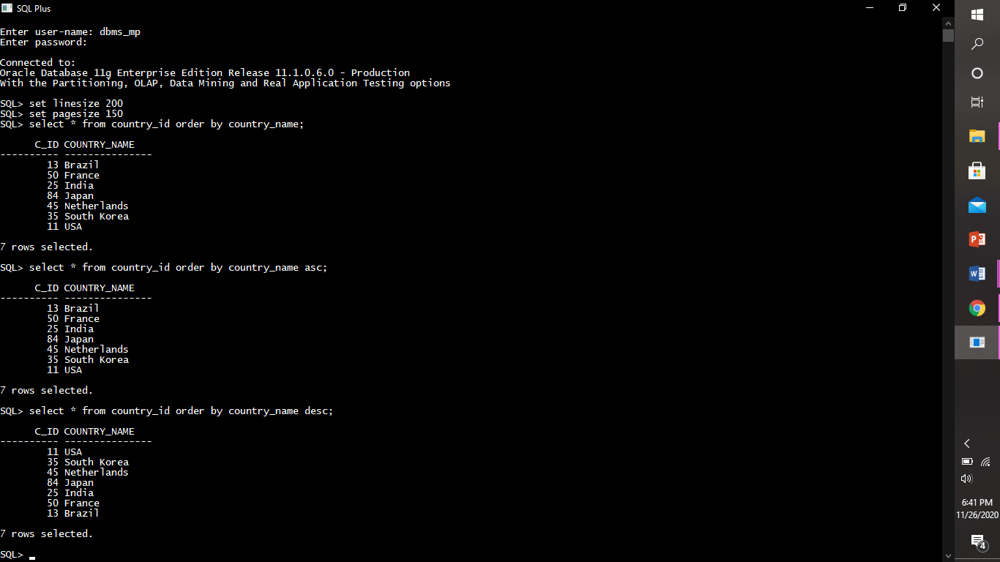 SQL Plus
Enter user-name: dbms_mp
Enter password:
Connected to:
Oracle Database 11g Enterprise Edition Release 11.1.0.6.0 - Production
With the Partitioning, OLAP, Data Mining and Real Application Testing options
SQL> set linesize 200
SQL> set pagesize 150
SQL> select * from country_id order by country_name;
C_ID COUNTRY_NAME
---------- ---------------
13 Brazil
50 France
25 India
84 Japan
45 Netherlands
35 South Korea
11 USA
7 rows selected.
SQL> select * from country_id order by country_name asc;
C_ID COUNTRY_NAME
---------- ---------------
13 Brazil
50 France
25 India
84 Japan
45 Netherlands
35 South Korea
11 USA
7 rows selected.
SQL> select * from country_id order by country_name desc;
C_ID COUNTRY_NAME
---------- ---------------
11 USA
35 South Korea
45 Netherlands
84 Japan
25 India
50 France
13 Brazil
7 rows selected.
SQL>
P
W
6:41 PM
11/26/2020
4